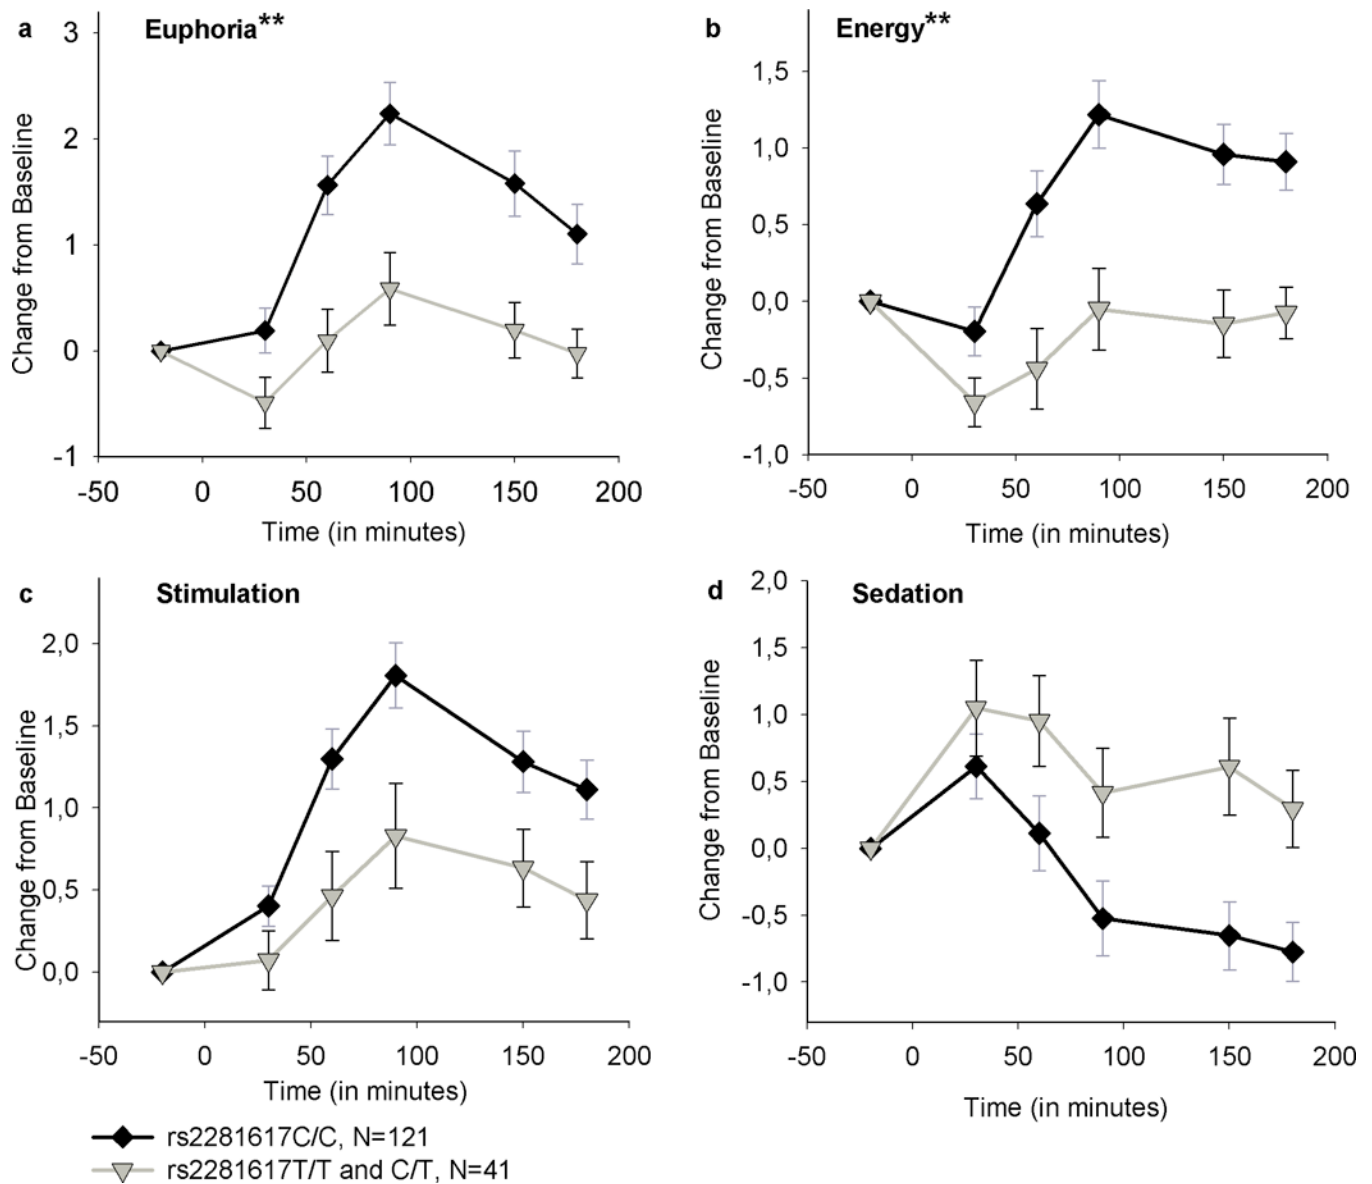 a Euphoria**
3
2
1
0
-1
Change from Baseline
-50 0 50 100 150 200
Time (in minutes)
b Energy**
1,5
1,0
0,5
0,0
-0,5
-1,0
Change from Baseline
-50 0 50 100 150 200
Time (in minutes)
c Stimulation
2,0
1,5
1,0
0,5
0,0
Change from Baseline
-50 0 50 100 150 200
Time (in minutes)
d Sedation
2,0
1,5
1,0
0,5
0,0
-0,5
-1,0
Change from Baseline
-50 0 50 100 150 200
Time (in minutes)
rs2281617C/C, N=121
rs2281617T/T and C/T, N=41